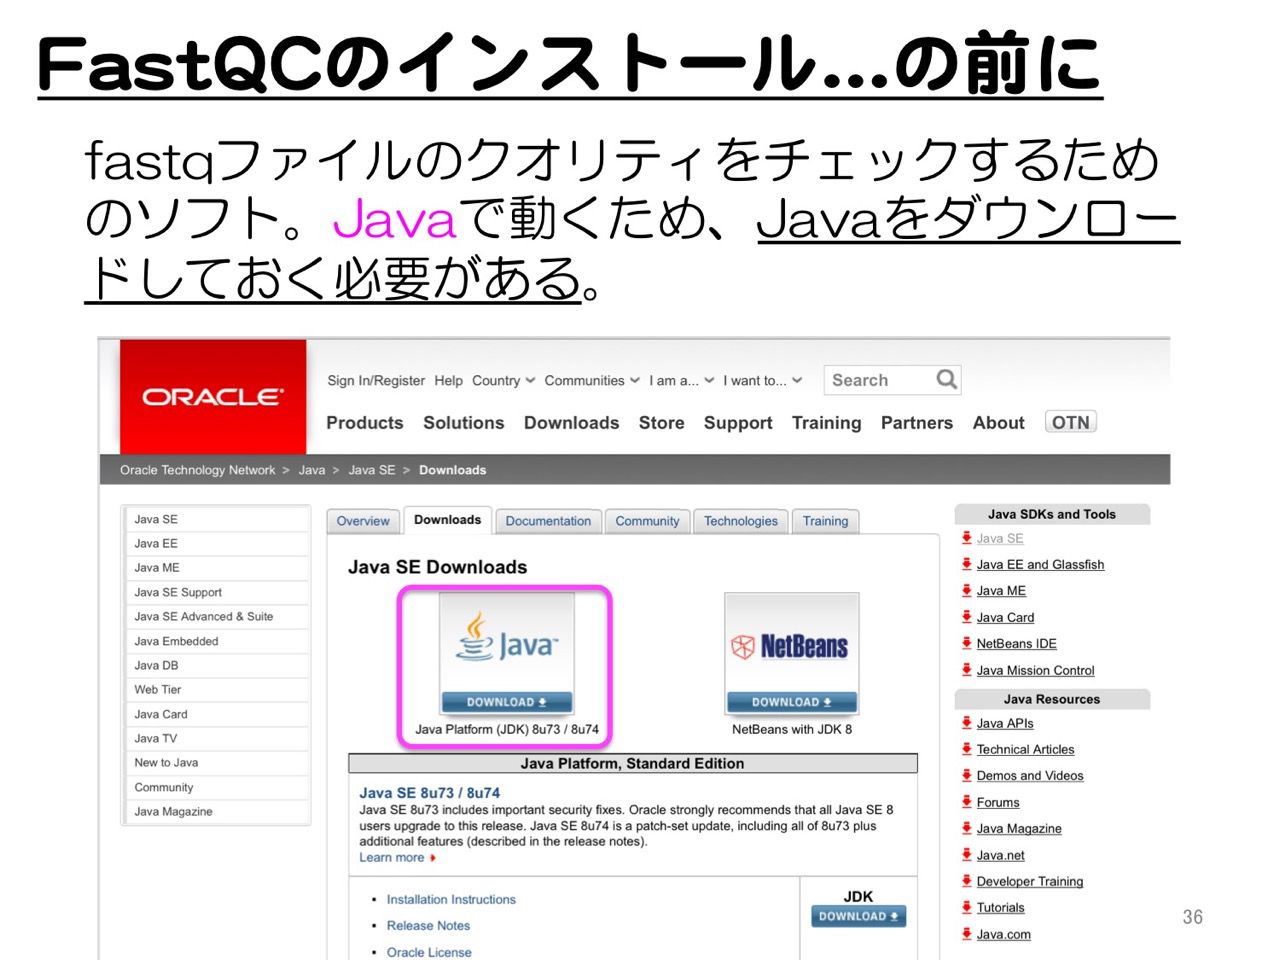 FastQCのインストール...の前に
fastqファイルのクオリティをチェックするため
のソフト。Javaで動くため、Javaをダウンロー
ドしておく必要がある。
ORACLE
Sign In/Register Help Country Communities I am a... I want to... Search
Products Solutions Downloads Store Support Training Partners About OTN
Oracle Technology Network > Java > Java SE > Downloads
Java SE
Java EE
Java ME
Java SE Support
Java SE Advanced & Suite
Java Embedded
Java DB
Web Tier
Java Card
Java TV
New to Java
Community
Java Magazine
Overview Downloads Documentation Community Technologies Training
Java SE Downloads
Java™
DOWNLOAD
Java Platform (JDK) 8u73 / 8u74
NetBeans
DOWNLOAD
NetBeans with JDK 8
Java Platform, Standard Edition
Java SE 8u73 / 8u74
Java SE 8u73 includes important security fixes. Oracle strongly recommends that all Java SE 8
users upgrade to this release. Java SE 8u74 is a patch-set update, including all of 8u73 plus
additional features (described in the release notes).
Learn more
• Installation Instructions
• Release Notes
• Oracle License
JDK
DOWNLOAD
Java SDKs and Tools
Java SE
Java EE and Glassfish
Java ME
Java Card
NetBeans IDE
Java Mission Control
Java Resources
Java APIs
Technical Articles
Demos and Videos
Forums
Java Magazine
Java.net
Developer Training
Tutorials
Java.com
36